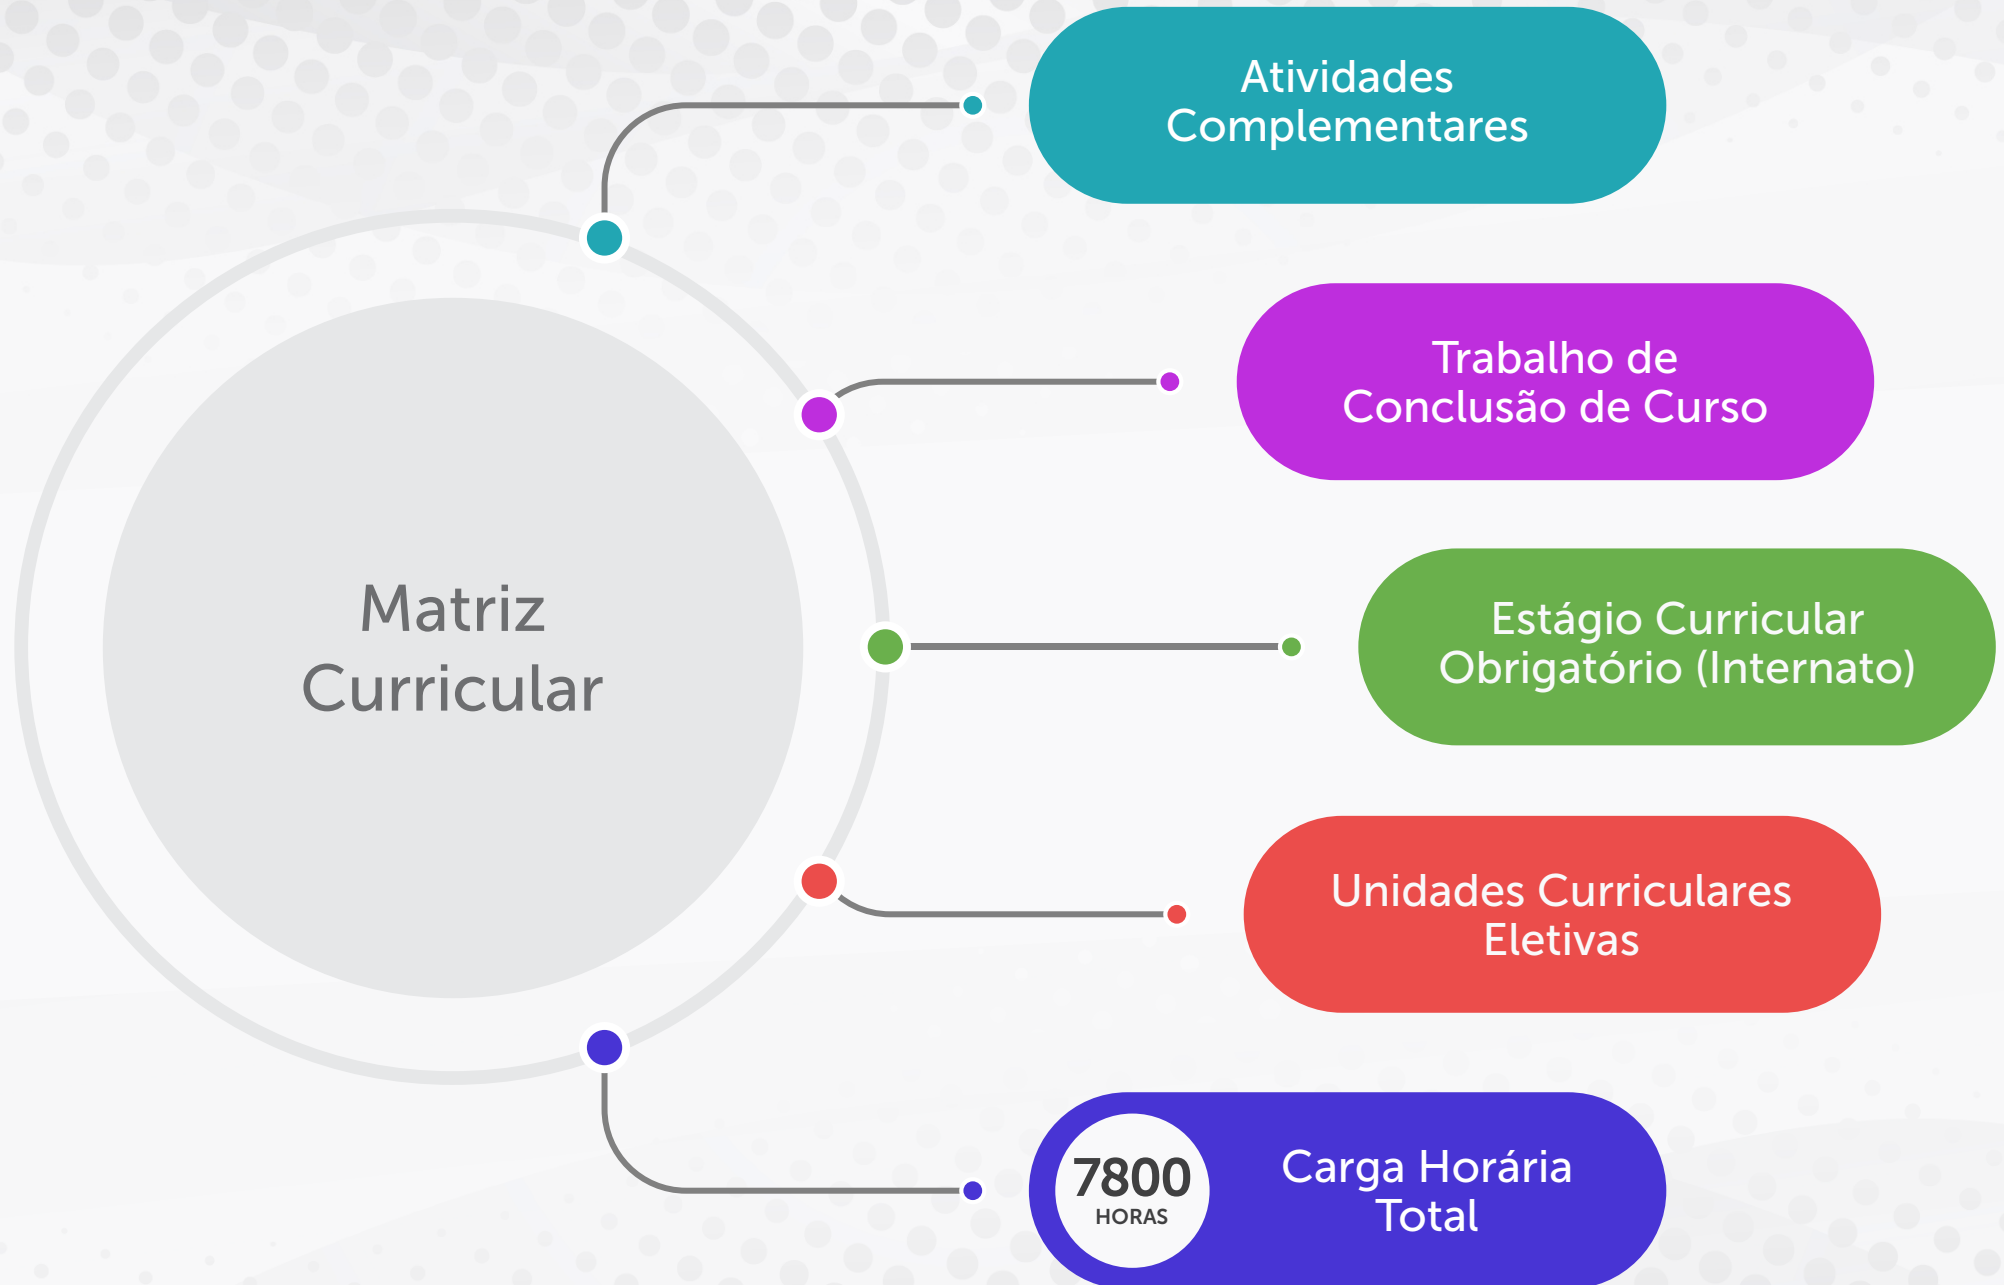 Atividades
Complementares
Trabalho de
Conclusão de Curso
Matriz
Curricular
Estágio Curricular
Obrigatório (Internato)
Unidades Curriculares
Eletivas
7800
HORAS
Carga Horária
Total